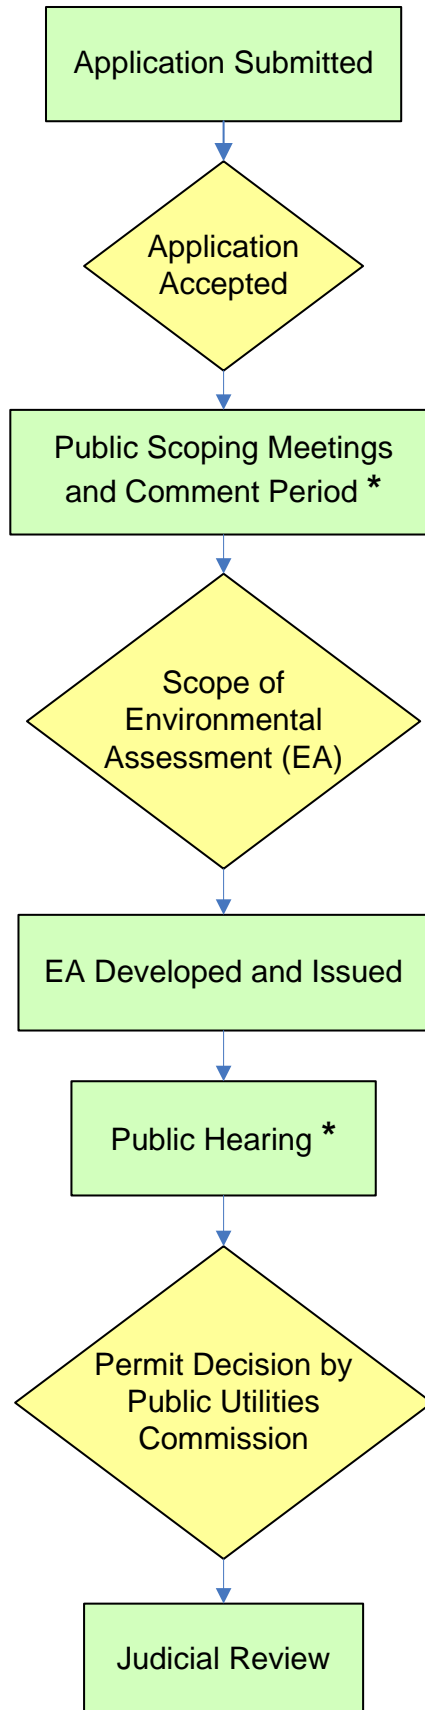 Application Submitted
Application
Accepted
Public Scoping Meetings
and Comment Period *
Scope of
Environmental
Assessment (EA)
EA Developed and Issued
Public Hearing *
Permit Decision by
Public Utilities
Commission
Judicial Review